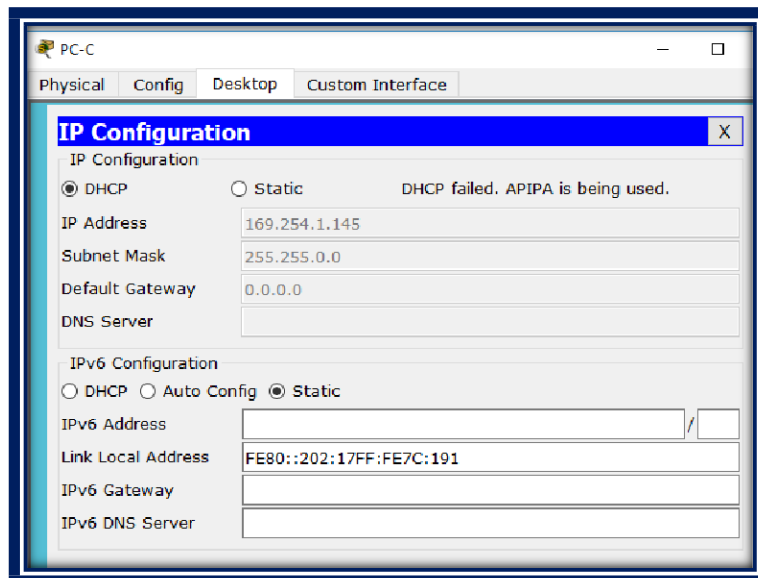 PC-C
Physical Config Desktop Custom Interface
IP Configuration X
IP Configuration
DHCP Static DHCP failed. APIPA is being used.
IP Address 169.254.1.145
Subnet Mask 255.255.0.0
Default Gateway 0.0.0.0
DNS Server
IPv6 Configuration
DHCP Auto Config Static
IPv6 Address /
Link Local Address FE80::202:17FF:FE7C:191
IPv6 Gateway
IPv6 DNS Server